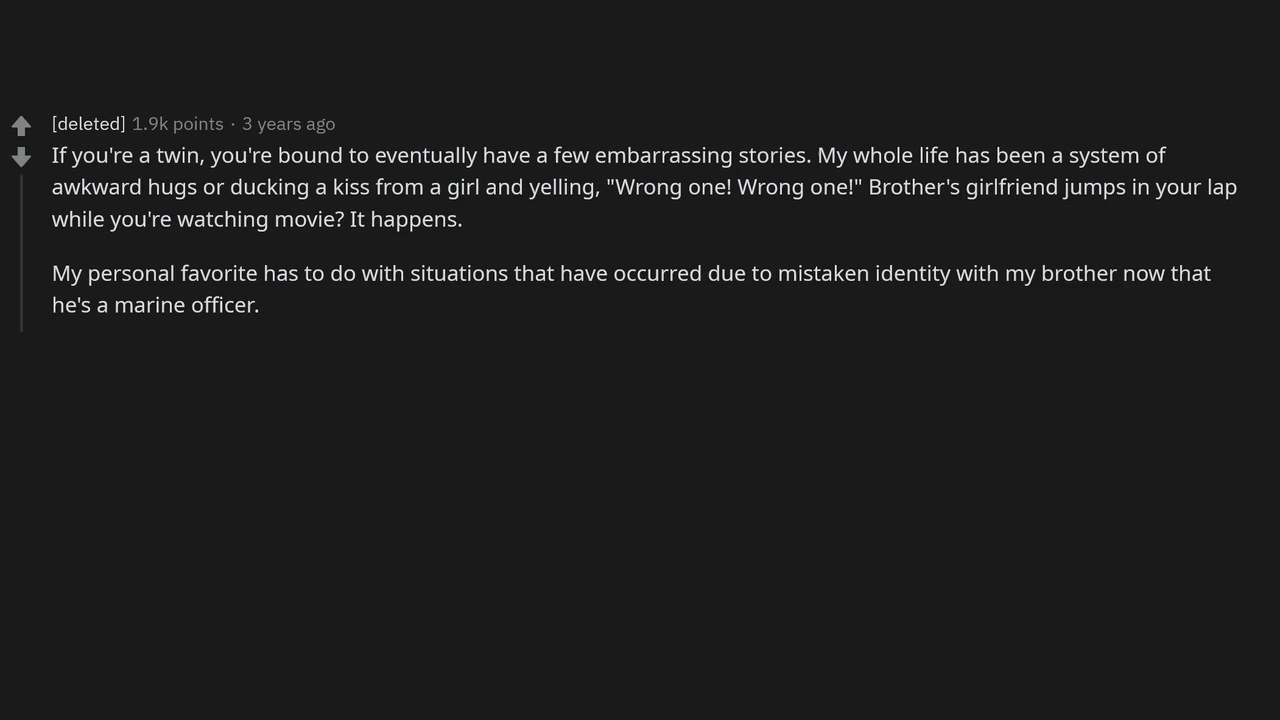 [deleted] 1.9k points · 3 years ago
If you're a twin, you're bound to eventually have a few embarrassing stories. My whole life has been a system of
awkward hugs or ducking a kiss from a girl and yelling, "Wrong one! Wrong one!" Brother's girlfriend jumps in your lap
while you're watching movie? It happens.
My personal favorite has to do with situations that have occurred due to mistaken identity with my brother now that
he's a marine officer.